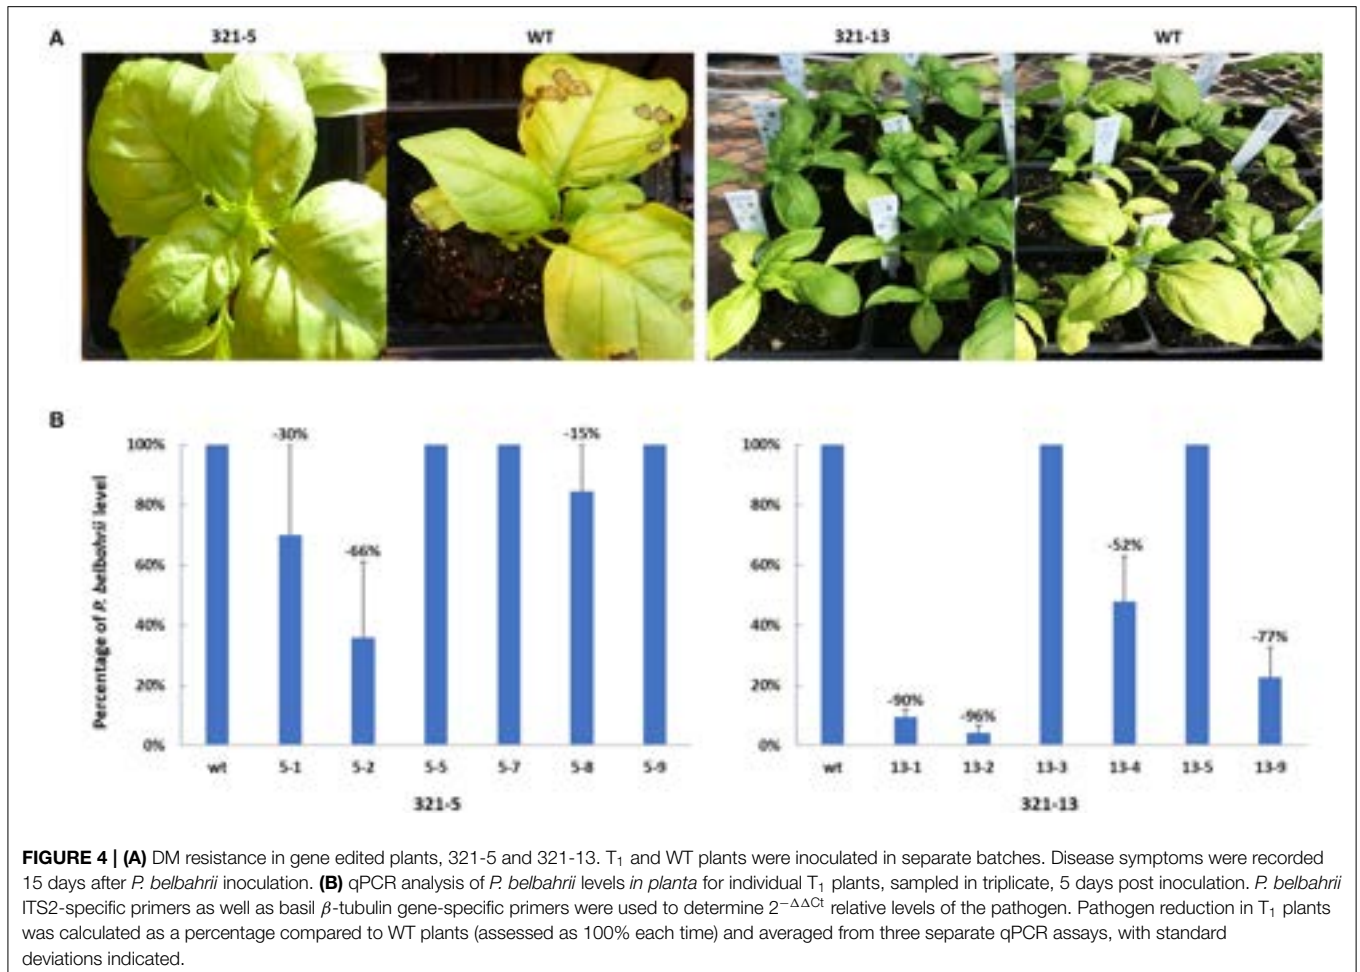 A
321-5 WT 321-13 WT
B
Percentage of P. belbahrii level
100%
80%
60%
40%
20%
0%
-30%
-66%
-15%
wt 5-1 5-2 5-5 5-7 5-8 5-9
321-5
100%
80%
60%
40%
20%
0%
-90%
-96%
-52%
-77%
wt 13-1 13-2 13-3 13-4 13-5 13-9
321-13
FIGURE 4 | (A) DM resistance in gene edited plants, 321-5 and 321-13. T₁ and WT plants were inoculated in separate batches. Disease symptoms were recorded
15 days after P. belbahrii inoculation. (B) qPCR analysis of P. belbahrii levels in planta for individual T₁ plants, sampled in triplicate, 5 days post inoculation. P. belbahrii
ITS2-specific primers as well as basil β-tubulin gene-specific primers were used to determine 2^−ΔΔCt relative levels of the pathogen. Pathogen reduction in T₁ plants
was calculated as a percentage compared to WT plants (assessed as 100% each time) and averaged from three separate qPCR assays, with standard
deviations indicated.